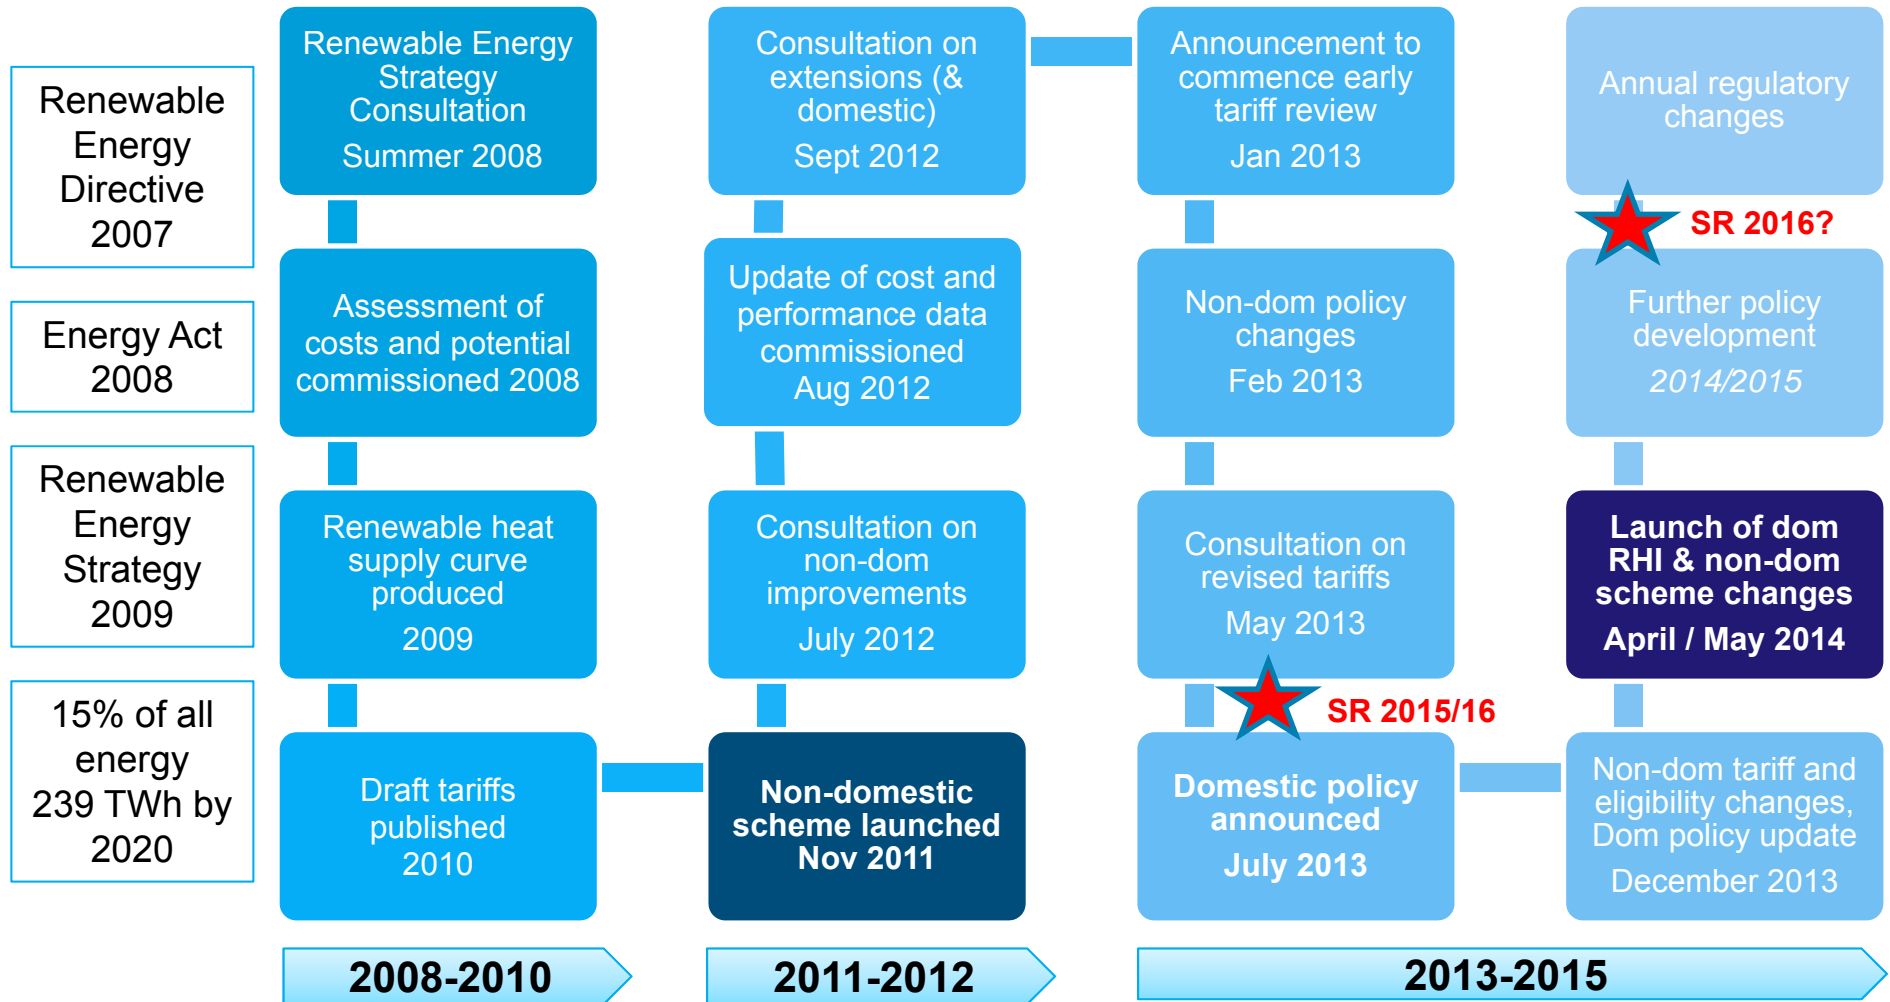 Renewable
Energy
Directive
2007
Energy Act
2008
Renewable
Energy
Strategy
2009
15% of all
energy
239 TWh by
2020
Renewable Energy
Strategy
Consultation
Summer 2008
Assessment of
costs and potential
commissioned 2008
Renewable heat
supply curve
produced
2009
Draft tariffs
published
2010
Consultation on
extensions (&
domestic)
Sept 2012
Update of cost and
performance data
commissioned
Aug 2012
Consultation on
non-dom
improvements
July 2012
Non-domestic
scheme launched
Nov 2011
Announcement to
commence early
tariff review
Jan 2013
Non-dom policy
changes
Feb 2013
Consultation on
revised tariffs
May 2013
SR 2015/16
Domestic policy
announced
July 2013
Annual regulatory
changes
SR 2016?
Further policy
development
2014/2015
Launch of dom
RHI & non-dom
scheme changes
April / May 2014
Non-dom tariff and
eligibility changes,
Dom policy update
December 2013
2008-2010
2011-2012
2013-2015